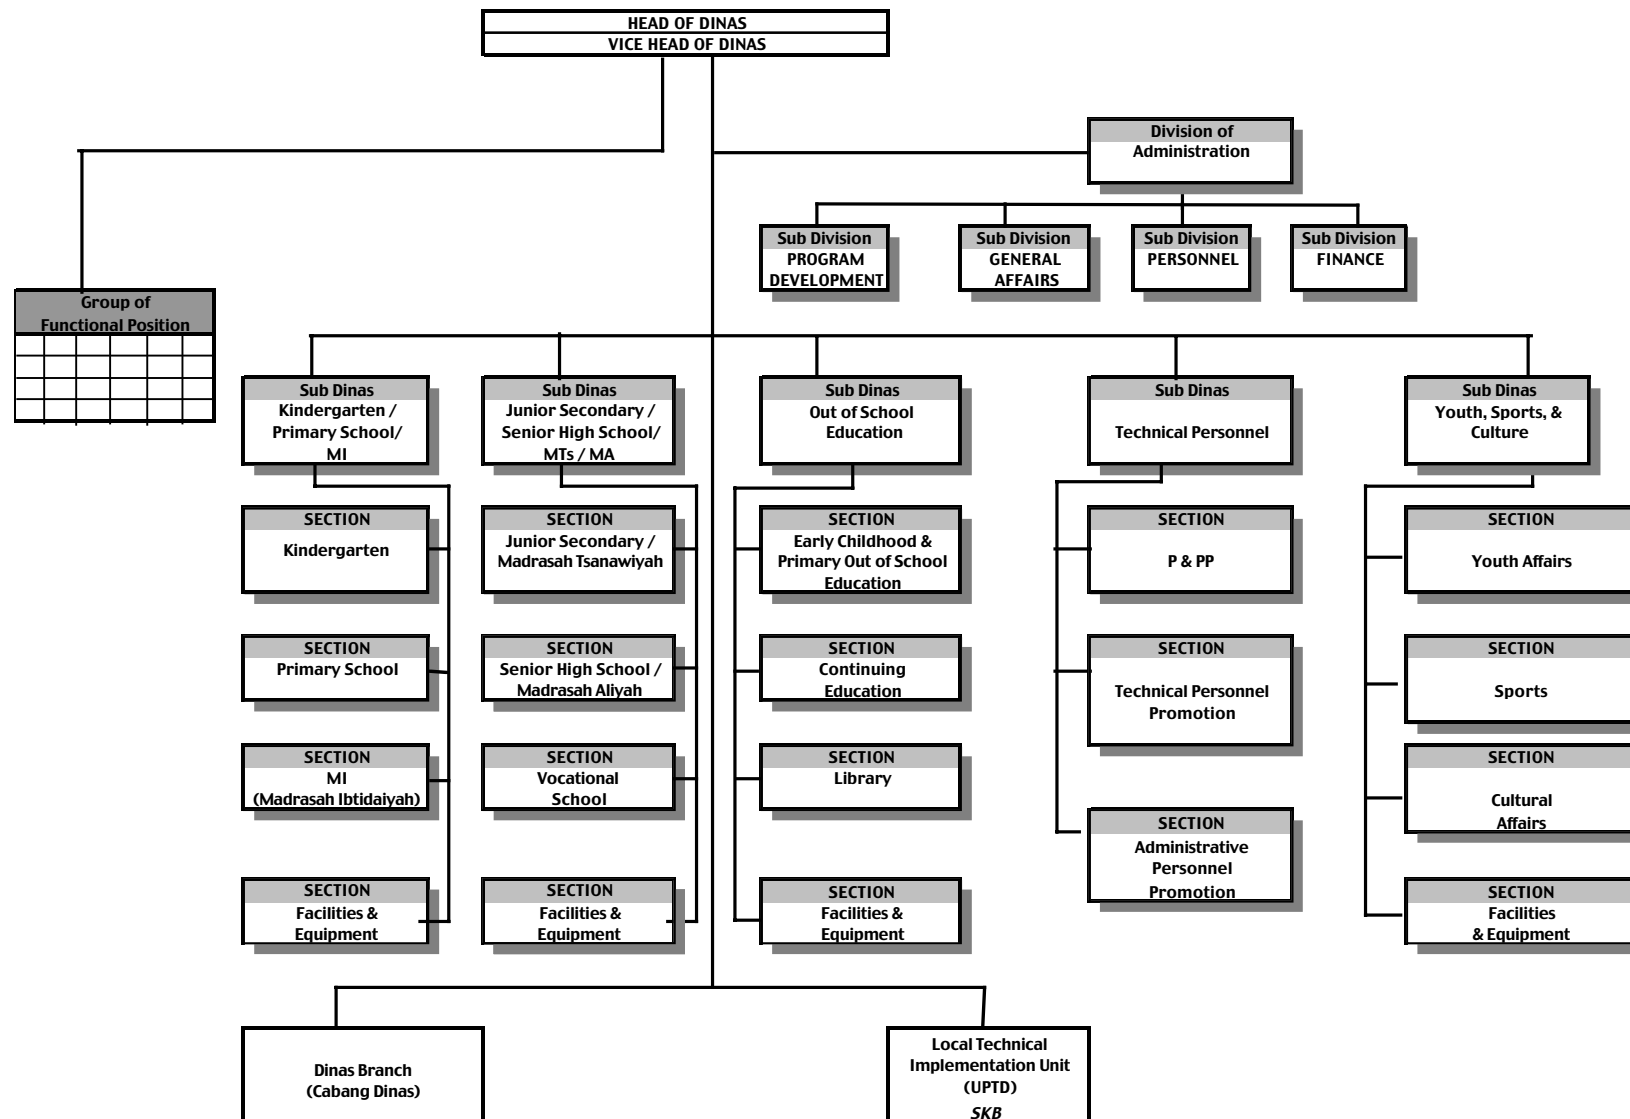 HEAD OF DINAS
VICE HEAD OF DINAS
Division of
Administration
Sub Division
PROGRAM
DEVELOPMENT
Sub Division
GENERAL
AFFAIRS
Sub Division
PERSONNEL
Sub Division
FINANCE
Group of
Functional Position
Sub Dinas
Kindergarten /
Primary School/
MI
Sub Dinas
Junior Secondary /
Senior High School/
MTs / MA
Sub Dinas
Out of School
Education
Sub Dinas
Technical Personnel
Sub Dinas
Youth, Sports, &
Culture
SECTION
Kindergarten
SECTION
Junior Secondary /
Madrasah Tsanawiyah
SECTION
Early Childhood &
Primary Out of School
Education
SECTION
P & PP
SECTION
Youth Affairs
SECTION
Primary School
SECTION
Senior High School /
Madrasah Aliyah
SECTION
Continuing
Education
SECTION
Technical Personnel
Promotion
SECTION
Sports
SECTION
MI
(Madrasah Ibtidaiyah)
SECTION
Vocational
School
SECTION
Library
SECTION
Administrative
Personnel
Promotion
SECTION
Cultural
Affairs
SECTION
Facilities &
Equipment
SECTION
Facilities &
Equipment
SECTION
Facilities &
Equipment
SECTION
Facilities
& Equipment
Dinas Branch
(Cabang Dinas)
Local Technical
Implementation Unit
(UPTD)
SKB